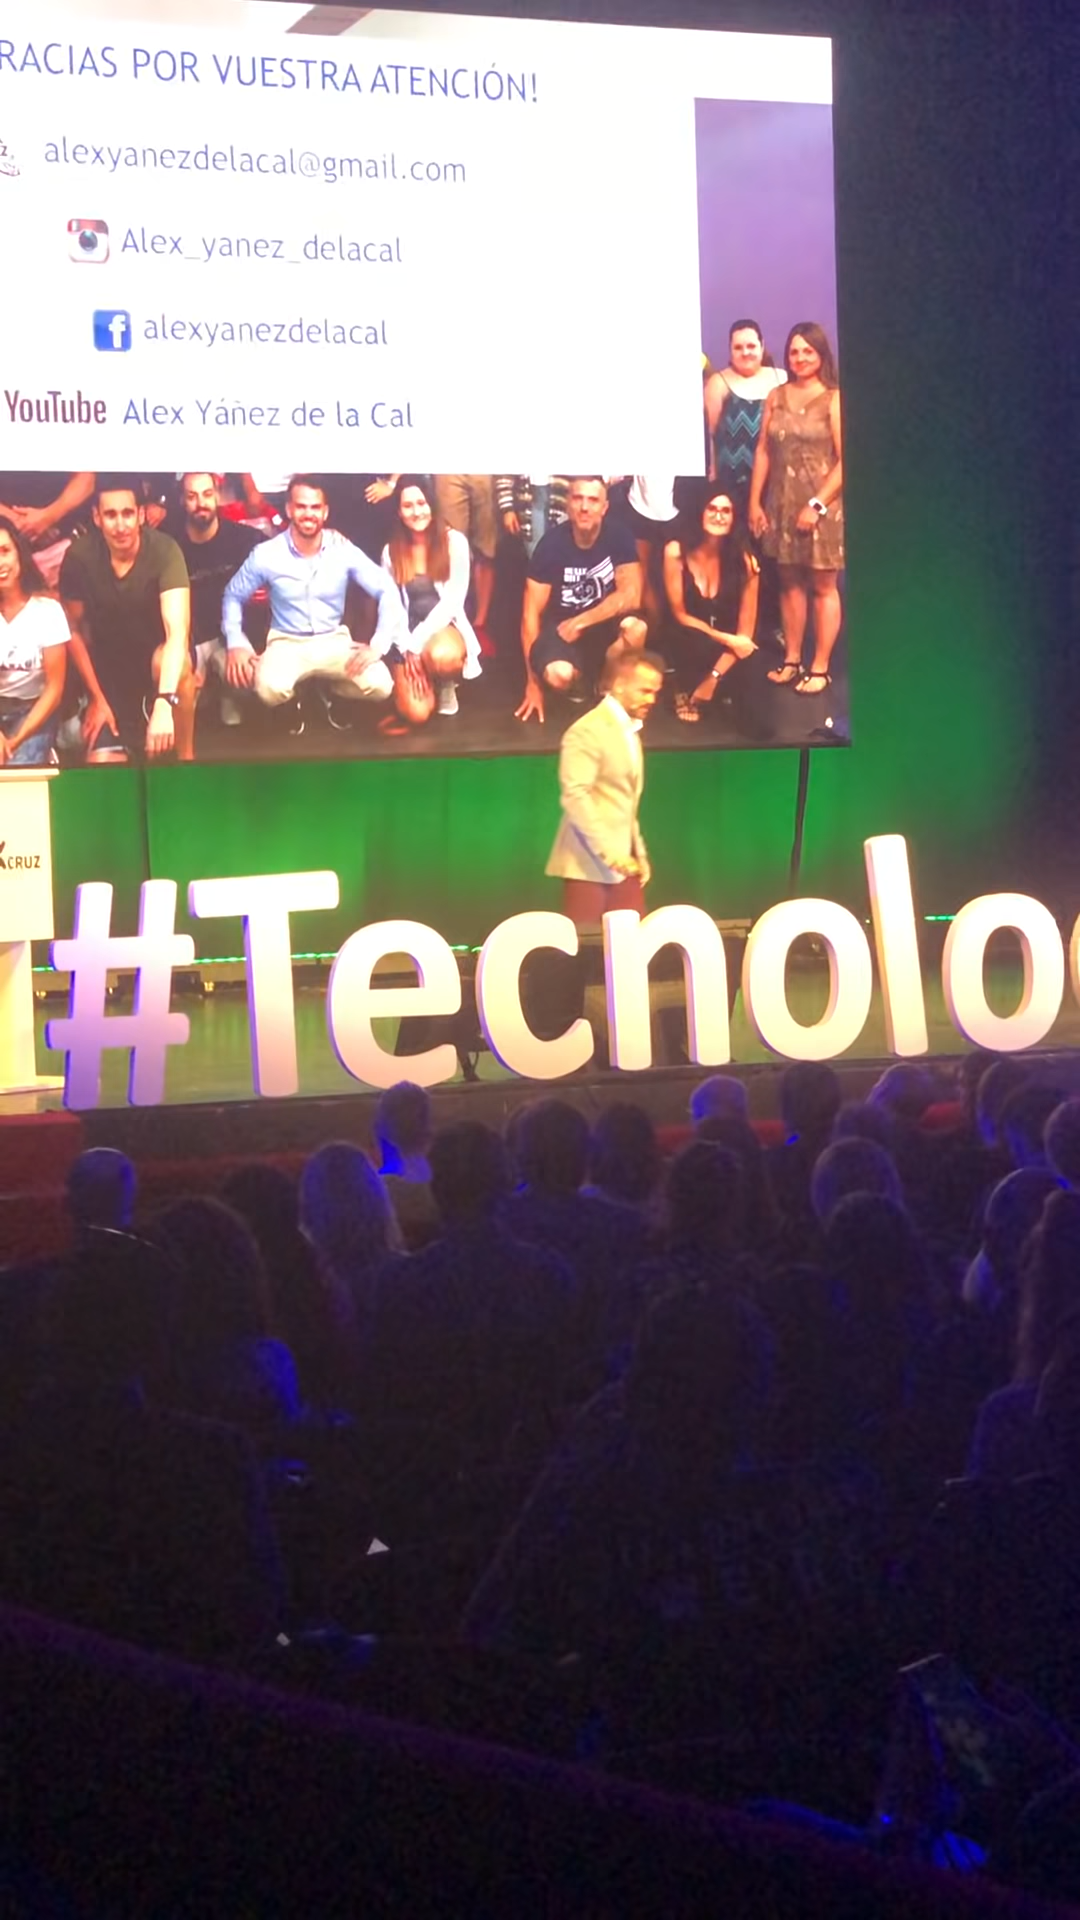 RACIAS POR VUESTRA ATENCIÓN!
alexyanezdelacal@gmail.com
Alex_yanez_delacal
f alexyanezdelacal
YouTube Alex Yáñez de la Cal
CRUZ
#Tecnolo